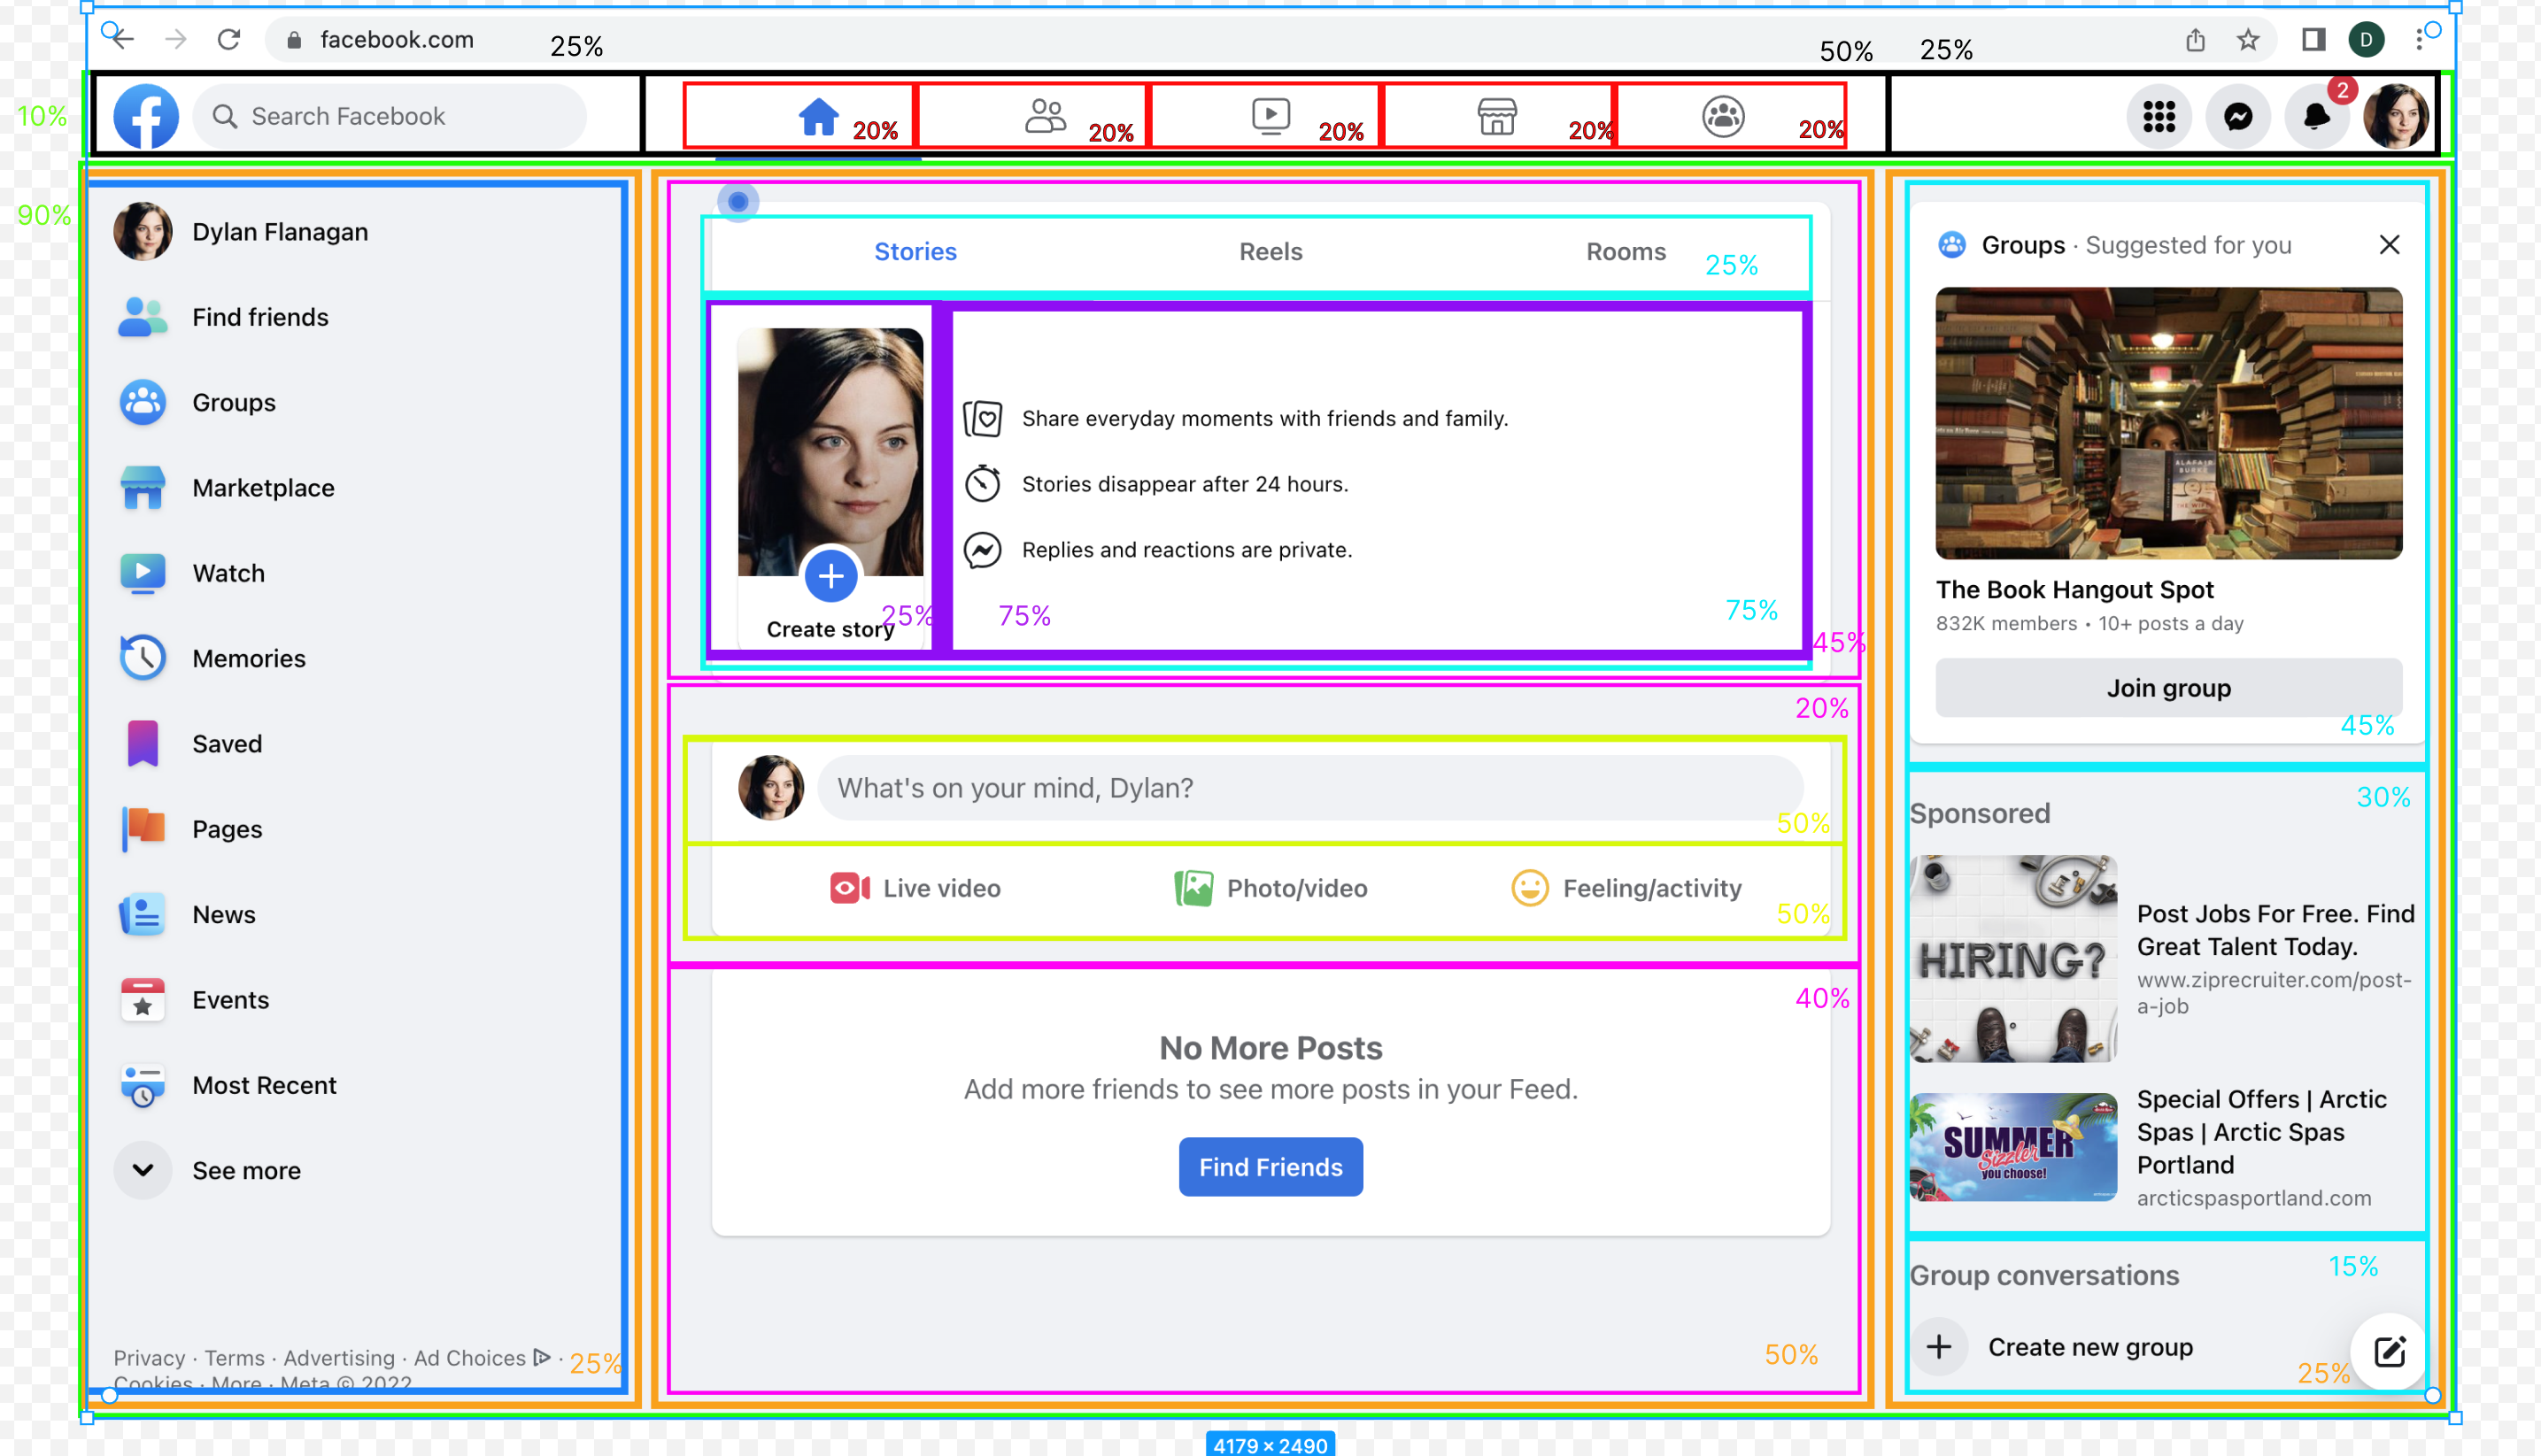 facebook.com
25%
50%
25%
D
10%
Search Facebook
20%
20%
20%
20%
20%
2
90%
Dylan Flanagan
Find friends
Groups
Marketplace
Watch
Memories
Saved
Pages
News
Events
Most Recent
See more
Privacy · Terms · Advertising · Ad Choices ·
Cookies · More · Meta © 2022
25%
Stories
Reels
Rooms
25%
Share everyday moments with friends and family.
Stories disappear after 24 hours.
Replies and reactions are private.
Create story
25%
75%
75%
45%
20%
What's on your mind, Dylan?
50%
Live video
Photo/video
Feeling/activity
50%
40%
No More Posts
Add more friends to see more posts in your Feed.
Find Friends
50%
Groups · Suggested for you
ALAFAIR
BURKE
The Book Hangout Spot
832K members • 10+ posts a day
Join group
45%
30%
Sponsored
HIRING?
Post Jobs For Free. Find
Great Talent Today.
www.ziprecruiter.com/post-
a-job
SUMMER
Sizzler
you choose!
Special Offers | Arctic
Spas | Arctic Spas
Portland
arcticspasportland.com
15%
Group conversations
Create new group
25%
4179 × 2490